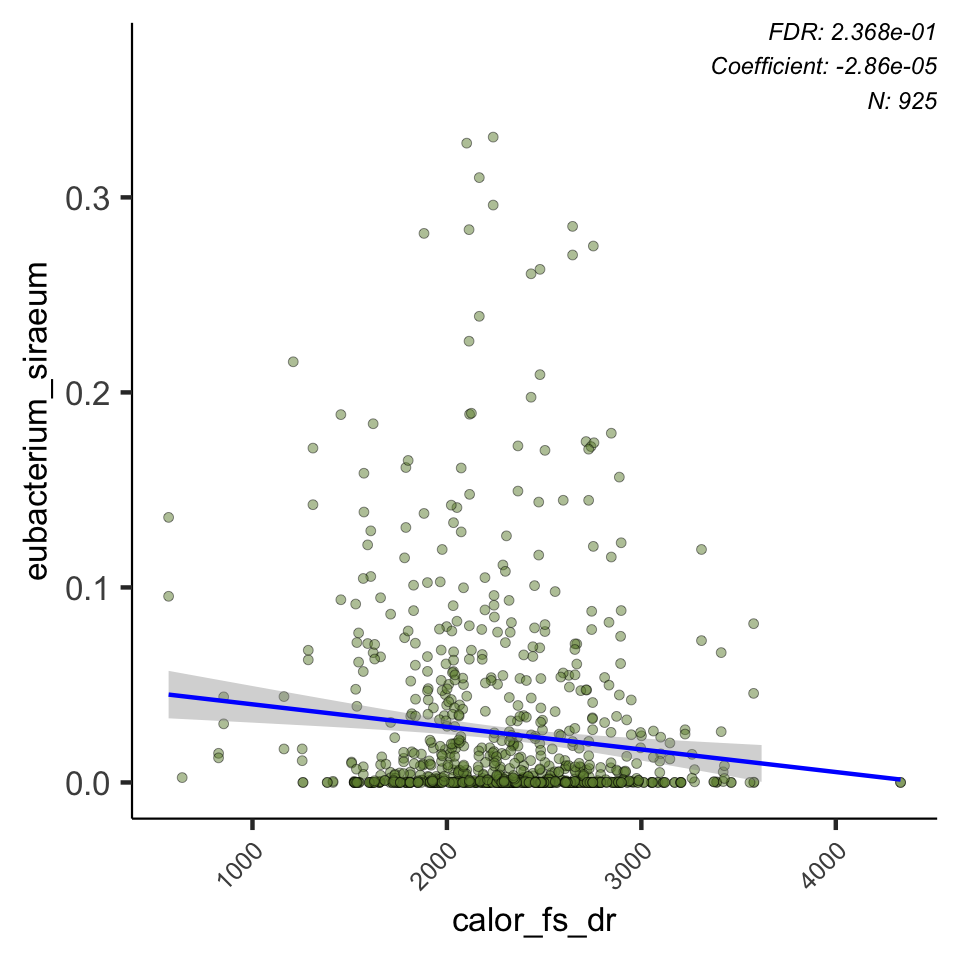 FDR: 2.368e-01
Coefficient: -2.86e-05
N: 925
eubacterium_siraeum
0.3
0.2
0.1
0.0
1000
2000
3000
4000
calor_fs_dr